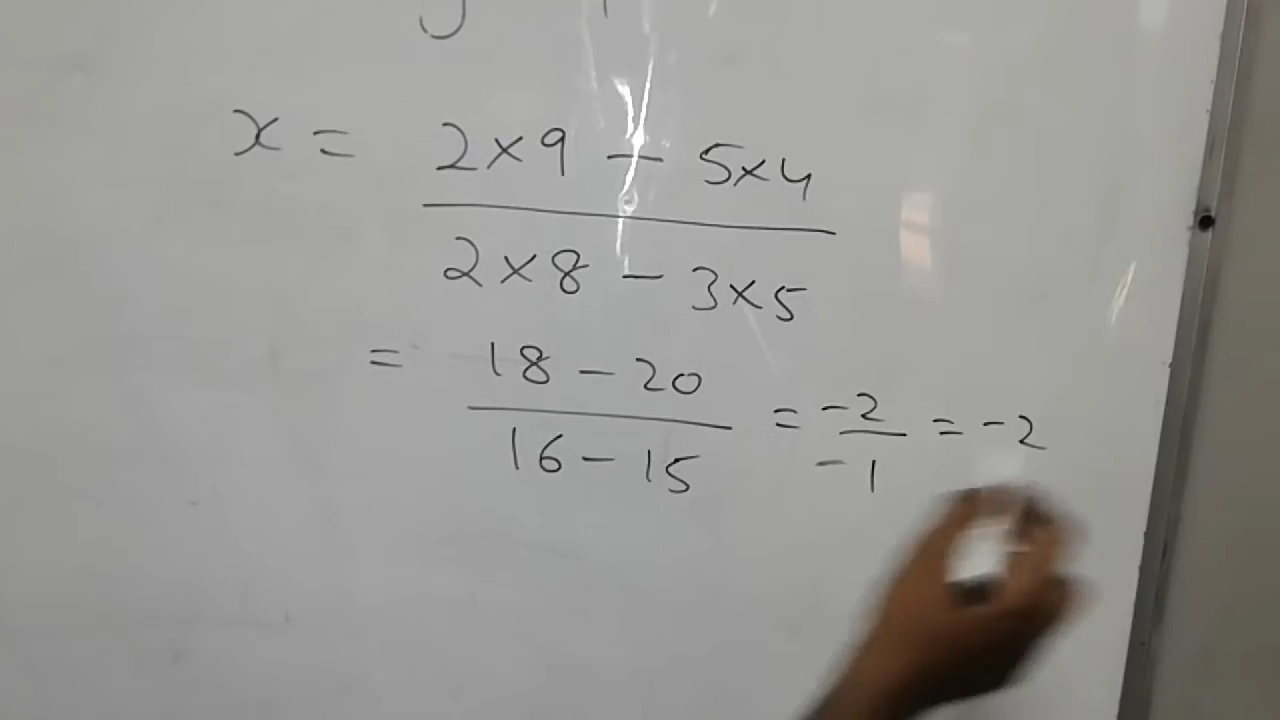 x = 2×9 − 5×4
2×8 − 3×5
= 18 − 20 = −2 = −2
16 − 15 −1